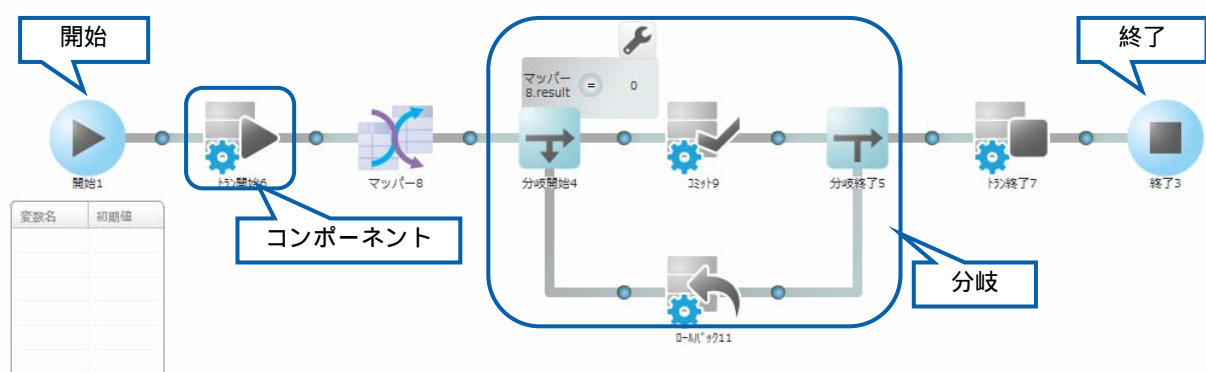 開始
終了
マッパー
8.result
=
0
開始1
トラン開始6
マッパー8
分岐開始4
コミット9
分岐終了5
トラン終了7
終了3
変数名
初期値
コンポーネント
分岐
ロールバック11